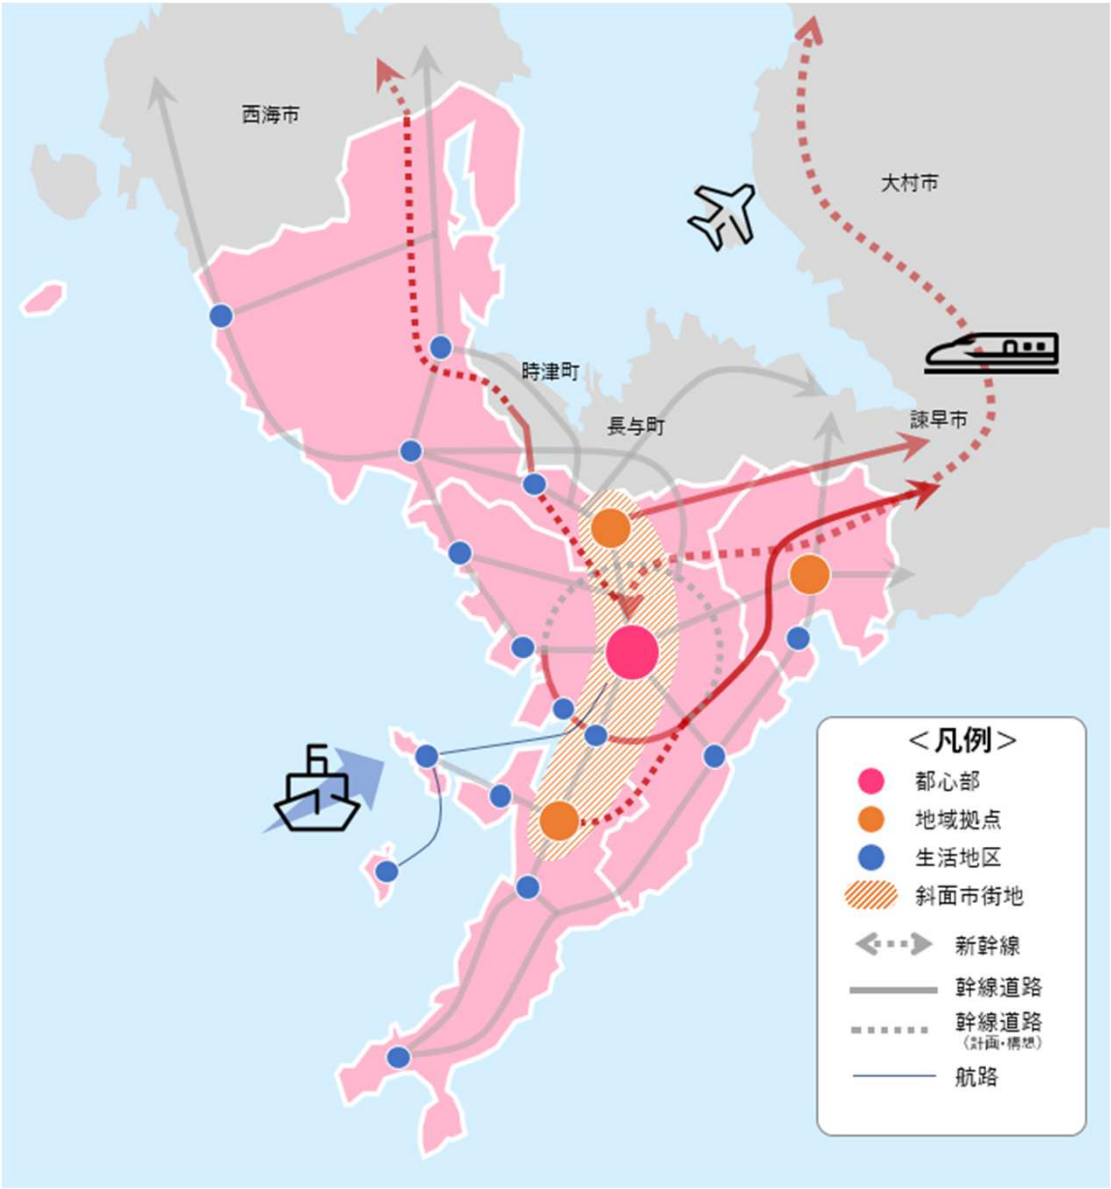 西海市
大村市
時津町
長与町
諫早市
＜凡例＞
都心部
地域拠点
生活地区
斜面市街地
新幹線
幹線道路
幹線道路
（計画・構想）
航路